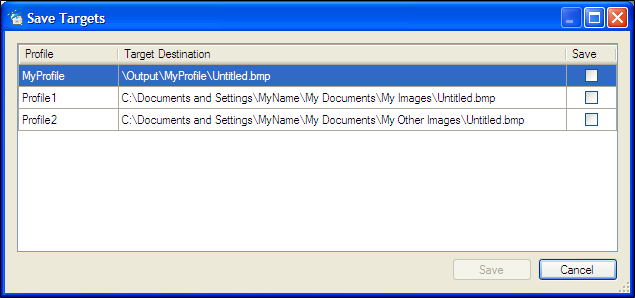 Save Targets
Profile Target Destination Save
MyProfile \Output\MyProfile\Untitled.bmp
Profile1 C:\Documents and Settings\MyName\My Documents\My Images\Untitled.bmp
Profile2 C:\Documents and Settings\MyName\My Documents\My Other Images\Untitled.bmp
Save Cancel